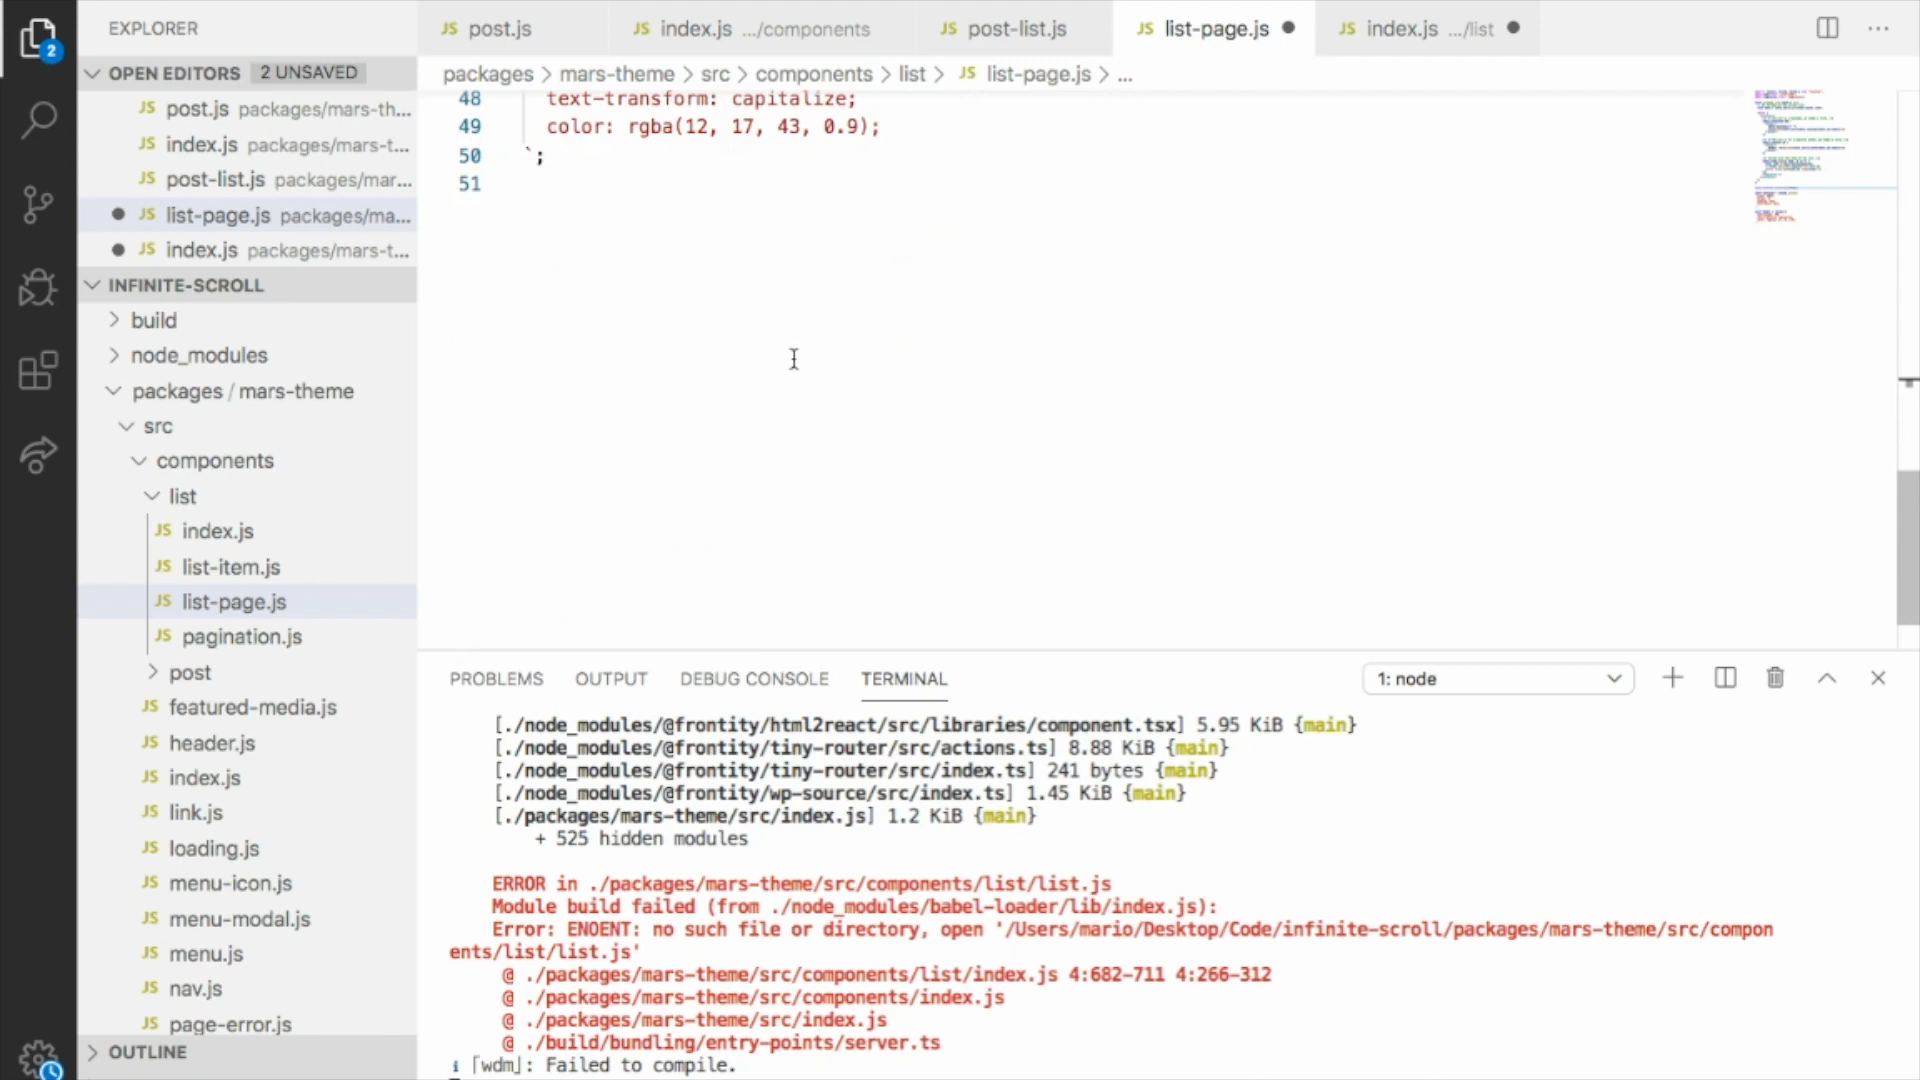 EXPLORER
JS post.js
JS index.js .../components
JS post-list.js
JS list-page.js
JS index.js .../list
OPEN EDITORS 2 UNSAVED
packages > mars-theme > src > components > list > JS list-page.js > ...
JS post.js packages/mars-th...
JS index.js packages/mars-t...
JS post-list.js packages/mar...
JS list-page.js packages/ma...
JS index.js packages/mars-t...
48 text-transform: capitalize;
49 color: rgba(12, 17, 43, 0.9);
50 `;
51
2
INFINITE-SCROLL
build
node_modules
packages / mars-theme
src
components
list
JS index.js
JS list-item.js
JS list-page.js
JS pagination.js
post
JS featured-media.js
JS header.js
JS index.js
JS link.js
JS loading.js
JS menu-icon.js
JS menu-modal.js
JS menu.js
JS nav.js
JS page-error.js
OUTLINE
PROBLEMS OUTPUT DEBUG CONSOLE TERMINAL 1: node
[./node_modules/@frontity/html2react/src/libraries/component.tsx] 5.95 KiB {main}
[./node_modules/@frontity/tiny-router/src/actions.ts] 8.88 KiB {main}
[./node_modules/@frontity/tiny-router/src/index.ts] 241 bytes {main}
[./node_modules/@frontity/wp-source/src/index.ts] 1.45 KiB {main}
[./packages/mars-theme/src/index.js] 1.2 KiB {main}
+ 525 hidden modules
ERROR in ./packages/mars-theme/src/components/list/list.js
Module build failed (from ./node_modules/babel-loader/lib/index.js):
Error: ENOENT: no such file or directory, open '/Users/mario/Desktop/Code/infinite-scroll/packages/mars-theme/src/compon
ents/list/list.js'
@ ./packages/mars-theme/src/components/list/index.js 4:682-711 4:266-312
@ ./packages/mars-theme/src/components/index.js
@ ./packages/mars-theme/src/index.js
@ ./build/bundling/entry-points/server.ts
i ｢wdm｣: Failed to compile.